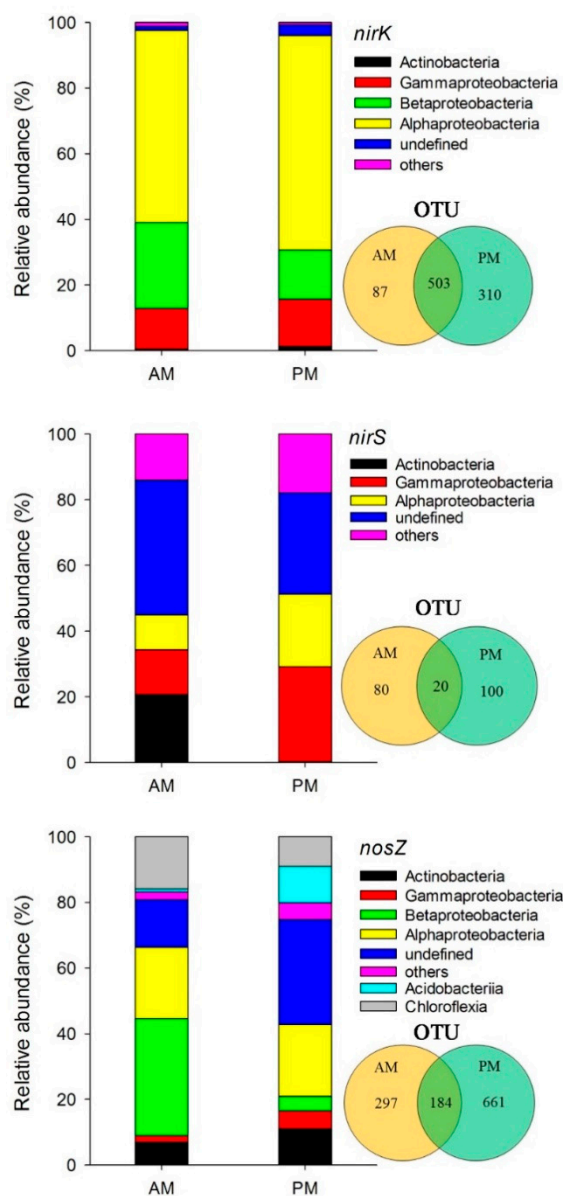 nirK
Actinobacteria
Gammaproteobacteria
Betaproteobacteria
Alphaproteobacteria
undefined
others
Relative abundance (%)
100
80
60
40
20
0
AM
PM
OTU
AM
87
503
PM
310
nirS
Actinobacteria
Gammaproteobacteria
Alphaproteobacteria
undefined
others
Relative abundance (%)
100
80
60
40
20
0
AM
PM
OTU
AM
80
20
PM
100
nosZ
Actinobacteria
Gammaproteobacteria
Betaproteobacteria
Alphaproteobacteria
undefined
others
Acidobacteriia
Chloroflexia
Relative abundance (%)
100
80
60
40
20
0
AM
PM
OTU
AM
297
184
PM
661